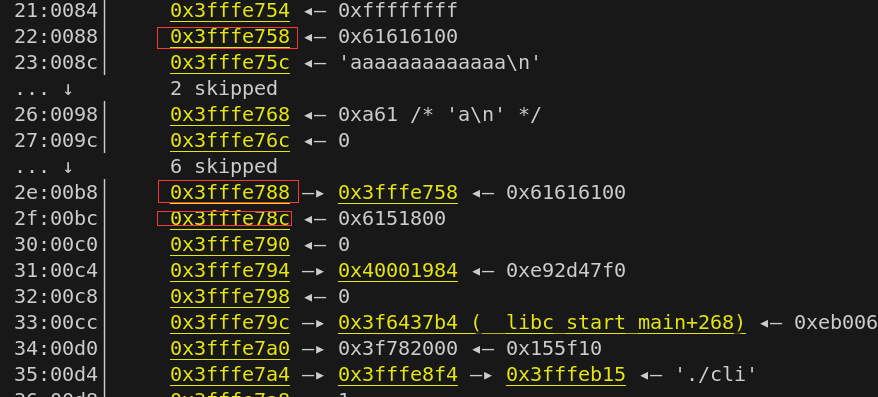 21:0084│ 0x3fffe754 ◂— 0xffffffff
22:0088│ 0x3fffe758 ◂— 0x61616100
23:008c│ 0x3fffe75c ◂— 'aaaaaaaaaaaaa\n'
... ↓ 2 skipped
26:0098│ 0x3fffe768 ◂— 0xa61 /* 'a\n' */
27:009c│ 0x3fffe76c ◂— 0
... ↓ 6 skipped
2e:00b8│ 0x3fffe788 —▸ 0x3fffe758 ◂— 0x61616100
2f:00bc│ 0x3fffe78c ◂— 0x6151800
30:00c0│ 0x3fffe790 ◂— 0
31:00c4│ 0x3fffe794 —▸ 0x40001984 ◂— 0xe92d47f0
32:00c8│ 0x3fffe798 ◂— 0
33:00cc│ 0x3fffe79c —▸ 0x3f6437b4 (__libc_start_main+268) ◂— 0xeb006
34:00d0│ 0x3fffe7a0 —▸ 0x3f782000 ◂— 0x155f10
35:00d4│ 0x3fffe7a4 —▸ 0x3fffe8f4 —▸ 0x3fffeb15 ◂— './cli'